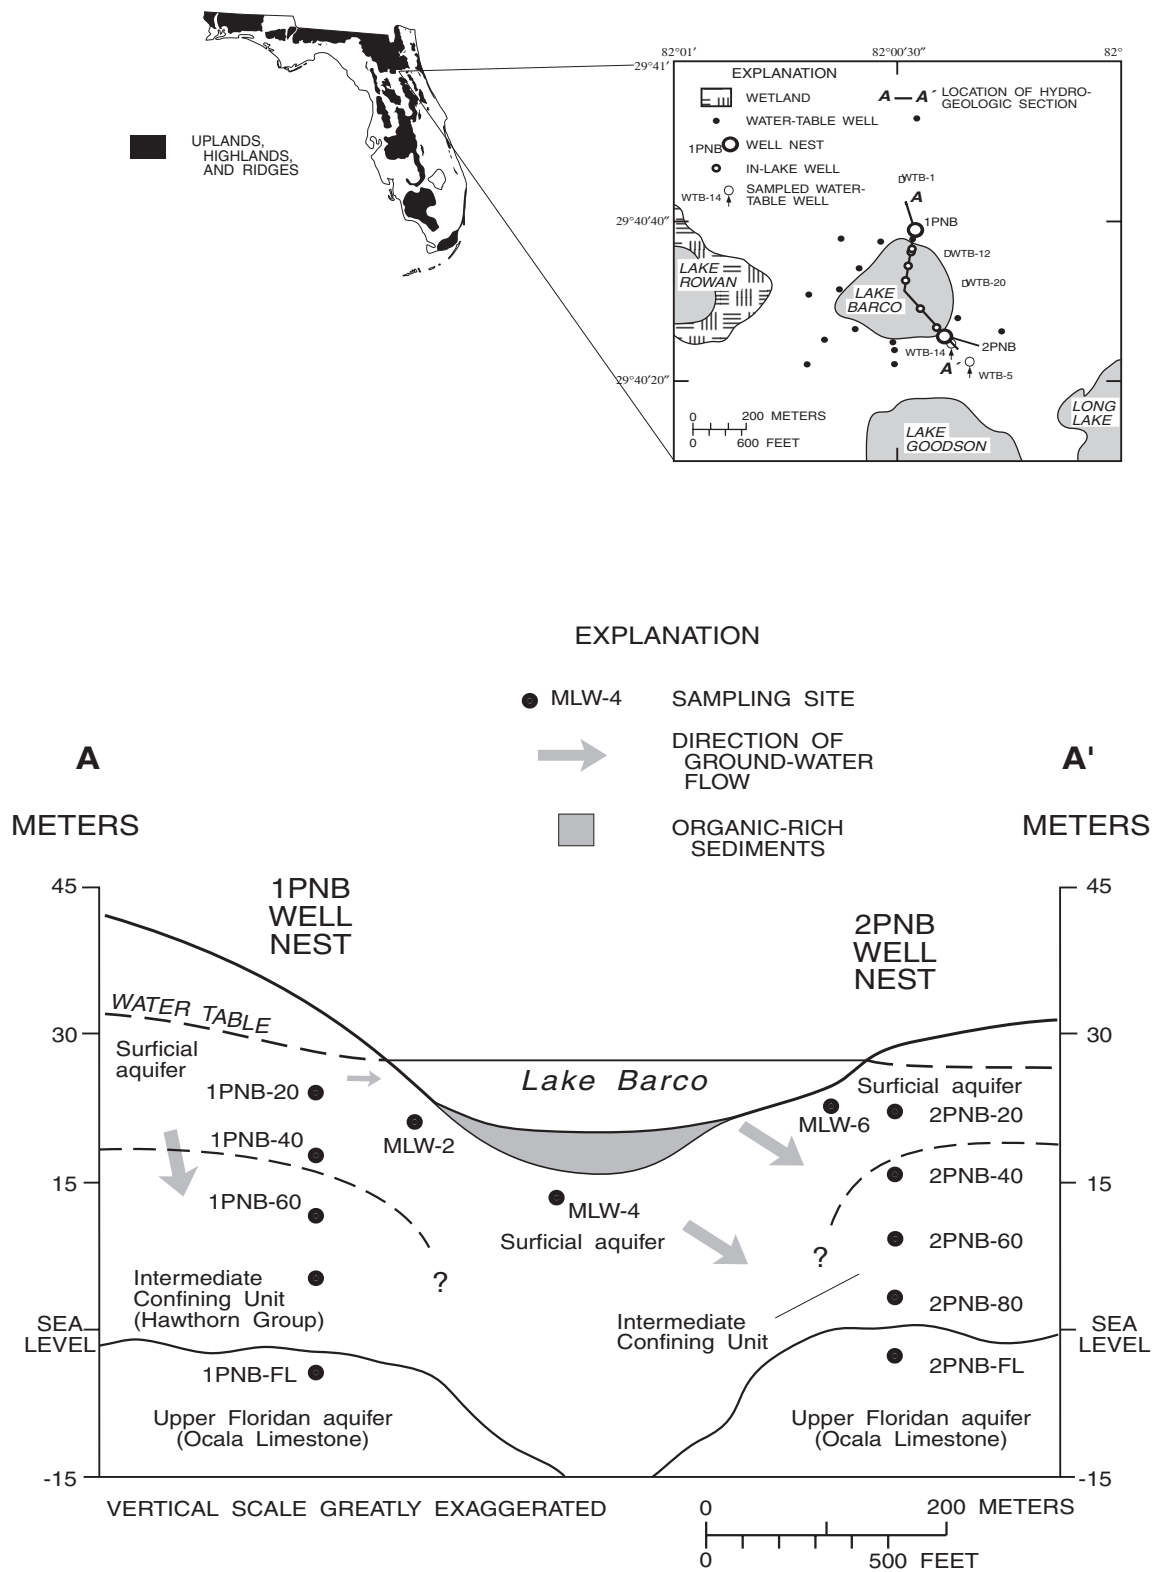 82°01′
82°00′30″
82°
29°41′
EXPLANATION
WETLAND
A — A′ LOCATION OF HYDRO-
GEOLOGIC SECTION
WATER-TABLE WELL
1PNB
WELL NEST
IN-LAKE WELL
WTB-14
SAMPLED WATER-
TABLE WELL
UPLANDS,
HIGHLANDS,
AND RIDGES
WTB-1
A
29°40′40″
1PNB
WTB-12
LAKE
ROWAN
WTB-20
LAKE
BARCO
WTB-14
2PNB
A′
WTB-5
29°40′20″
0 200 METERS
0 600 FEET
LAKE
GOODSON
LONG
LAKE
EXPLANATION
MLW-4 SAMPLING SITE
DIRECTION OF
GROUND-WATER
FLOW
ORGANIC-RICH
SEDIMENTS
A
A'
METERS
METERS
45
45
1PNB
WELL
NEST
2PNB
WELL
NEST
WATER TABLE
30
30
Surficial
aquifer
Lake Barco
Surficial aquifer
1PNB-20
MLW-6
2PNB-20
1PNB-40
MLW-2
15
15
2PNB-40
1PNB-60
MLW-4
Surficial aquifer
2PNB-60
?
?
Intermediate
Confining Unit
(Hawthorn Group)
2PNB-80
Intermediate
Confining Unit
SEA
LEVEL
SEA
LEVEL
1PNB-FL
2PNB-FL
Upper Floridan aquifer
(Ocala Limestone)
Upper Floridan aquifer
(Ocala Limestone)
-15
-15
VERTICAL SCALE GREATLY EXAGGERATED
0 200 METERS
0 500 FEET